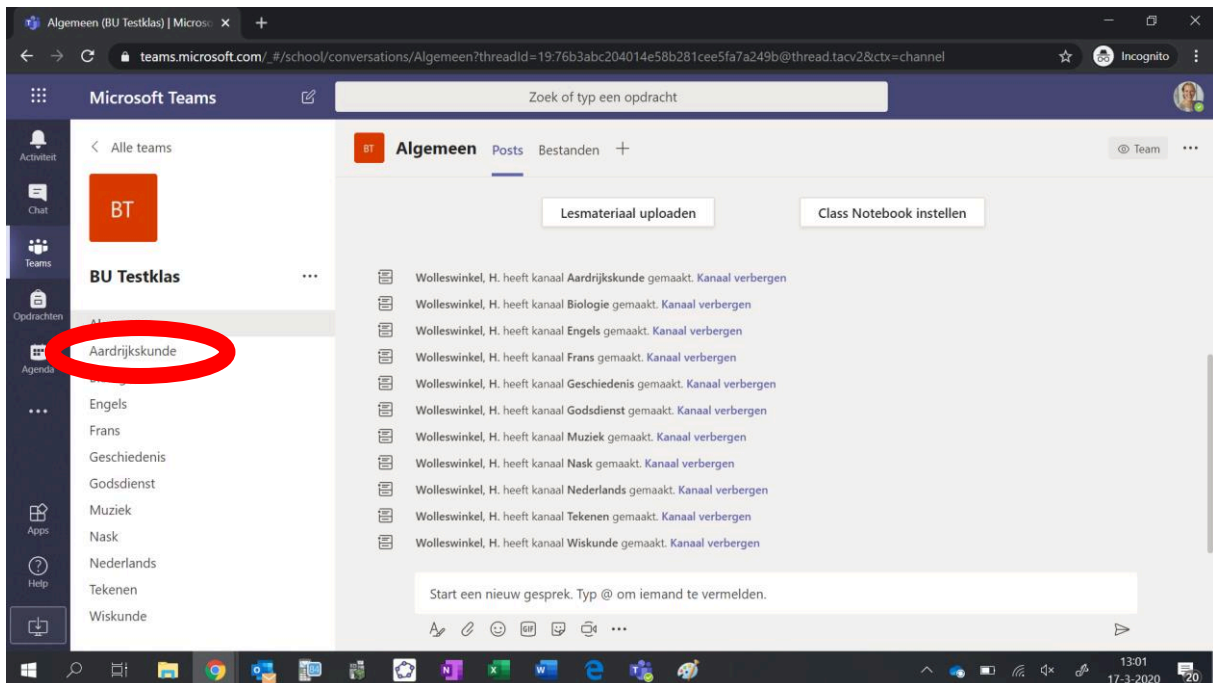 Algemeen (BU Testklas) | Microso
teams.microsoft.com/_#/school/conversations/Algemeen?threadId=19:76b3abc204014e58b281cee5fa7a249b@thread.tacv2&ctx=channel
Incognito
Microsoft Teams
Zoek of typ een opdracht
Activiteit
Chat
Teams
Opdrachten
Agenda
Apps
Help
Alle teams
BT
BU Testklas
Aardrijkskunde
Engels
Frans
Geschiedenis
Godsdienst
Muziek
Nask
Nederlands
Tekenen
Wiskunde
BT Algemeen Posts Bestanden
Team
Lesmateriaal uploaden Class Notebook instellen
Wolleswinkel, H. heeft kanaal Aardrijkskunde gemaakt. Kanaal verbergen
Wolleswinkel, H. heeft kanaal Biologie gemaakt. Kanaal verbergen
Wolleswinkel, H. heeft kanaal Engels gemaakt. Kanaal verbergen
Wolleswinkel, H. heeft kanaal Frans gemaakt. Kanaal verbergen
Wolleswinkel, H. heeft kanaal Geschiedenis gemaakt. Kanaal verbergen
Wolleswinkel, H. heeft kanaal Godsdienst gemaakt. Kanaal verbergen
Wolleswinkel, H. heeft kanaal Muziek gemaakt. Kanaal verbergen
Wolleswinkel, H. heeft kanaal Nask gemaakt. Kanaal verbergen
Wolleswinkel, H. heeft kanaal Nederlands gemaakt. Kanaal verbergen
Wolleswinkel, H. heeft kanaal Tekenen gemaakt. Kanaal verbergen
Wolleswinkel, H. heeft kanaal Wiskunde gemaakt. Kanaal verbergen
Start een nieuw gesprek. Typ @ om iemand te vermelden.
GIF
13:01
17-3-2020
20